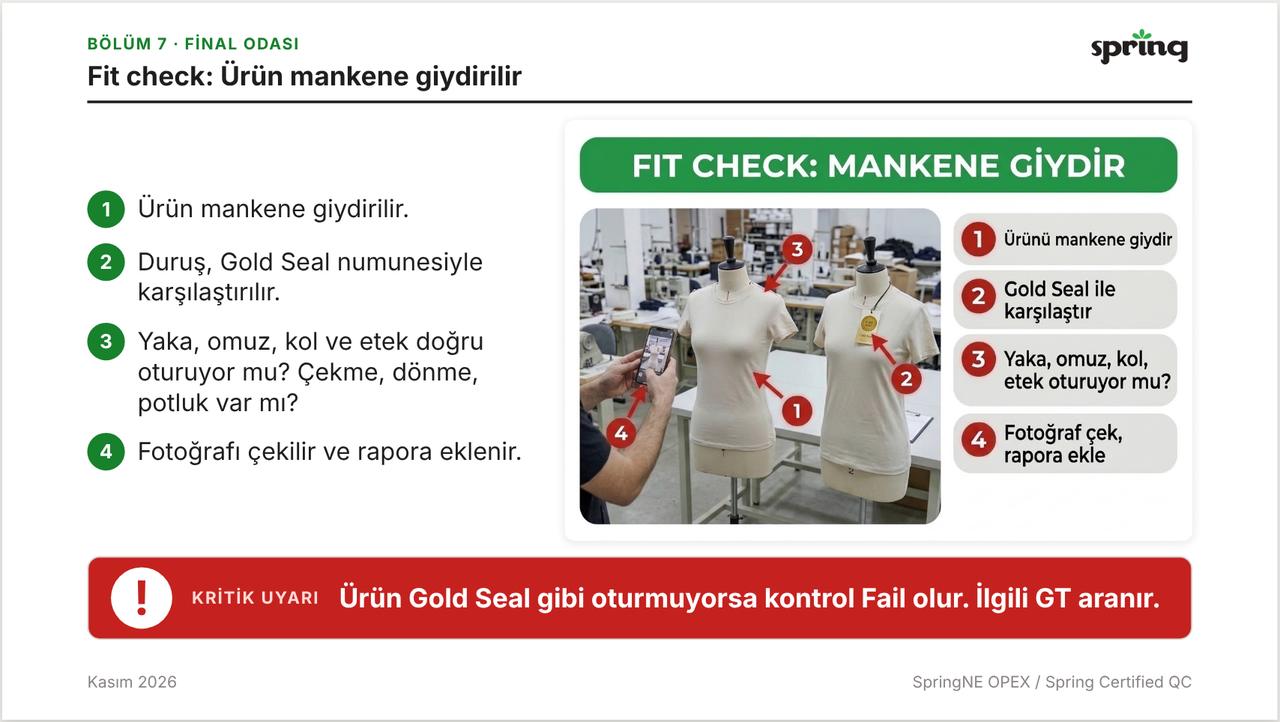 BÖLÜM 7 · FİNAL ODASI
Fit check: Ürün mankene giydirilir
spring
1 Ürün mankene giydirilir.
2 Duruş, Gold Seal numunesiyle
karşılaştırılır.
3 Yaka, omuz, kol ve etek doğru
oturuyor mu? Çekme, dönme,
potluk var mı?
4 Fotoğrafı çekilir ve rapora eklenir.
FIT CHECK: MANKENE GİYDİR
3
2
1
4
1 Ürünü mankene giydir
2 Gold Seal ile
karşılaştır
3 Yaka, omuz, kol,
etek oturuyor mu?
4 Fotoğraf çek,
rapora ekle
! KRİTİK UYARI Ürün Gold Seal gibi oturmuyorsa kontrol Fail olur. İlgili GT aranır.
Kasım 2026
SpringNE OPEX / Spring Certified QC